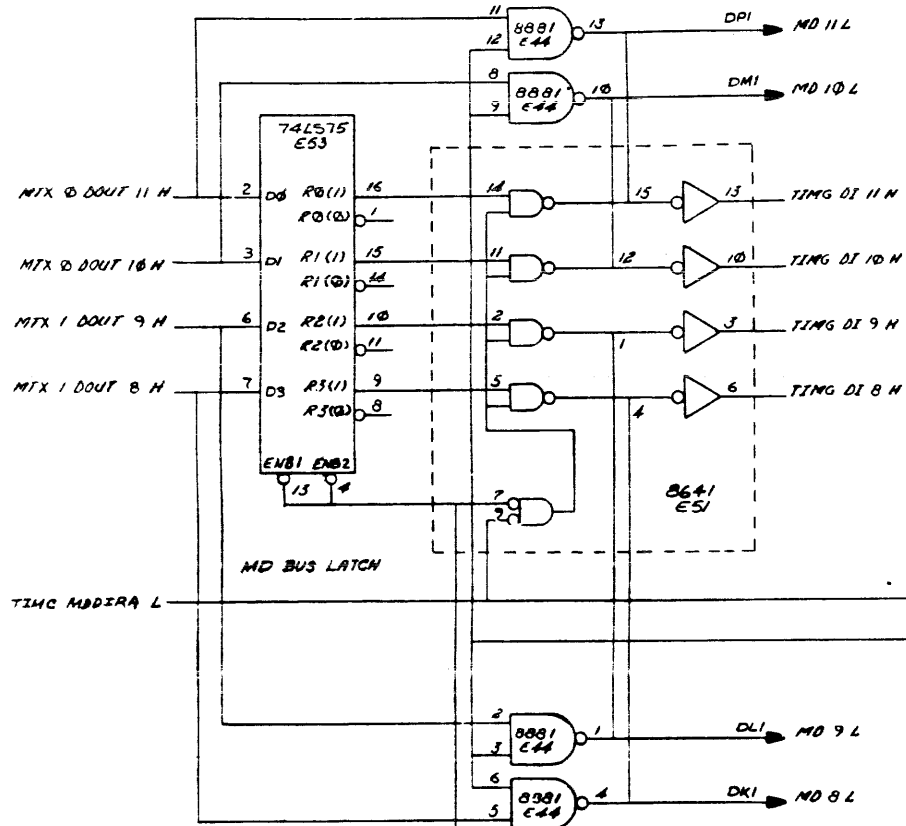 11 8881 E44 13 DP1 MD 11 L
12
8 8881 E44 10 DM1 MD 10 L
9
74LS75
E53
MTX 0 DOUT 11 H 2 D0 R0(1) 16 14 15 13 TIMG DI 11 H
R0(0) 1
MTX 0 DOUT 10 H 3 D1 R1(1) 15 11 12 10 TIMG DI 10 H
R1(0) 14
MTX 1 DOUT 9 H 6 D2 R2(1) 10 2 1 3 TIMG DI 9 H
R2(0) 11
MTX 1 DOUT 8 H 7 D3 R3(1) 9 5 4 6 TIMG DI 8 H
R3(0) 8
ENB1 ENB2
13 4 7
9
8641
E51
MD BUS LATCH
TIMC MDDIRA L
2 8881 E44 1 DL1 MD 9 L
3
6 8881 E44 4 DK1 MD 8 L
5